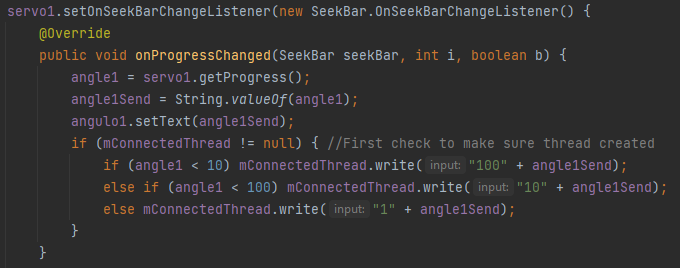 servo1.setOnSeekBarChangeListener(new SeekBar.OnSeekBarChangeListener() {
@Override
public void onProgressChanged(SeekBar seekBar, int i, boolean b) {
angle1 = servo1.getProgress();
angle1Send = String.valueOf(angle1);
angulo1.setText(angle1Send);
if (mConnectedThread != null) { //First check to make sure thread created
if (angle1 < 10) mConnectedThread.write( input: "100" + angle1Send);
else if (angle1 < 100) mConnectedThread.write( input: "10" + angle1Send);
else mConnectedThread.write( input: "1" + angle1Send);
}
}